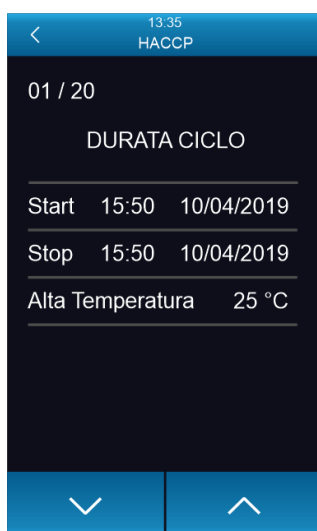 13:35
HACCP
01 / 20
DURATA CICLO
Start 15:50 10/04/2019
Stop 15:50 10/04/2019
Alta Temperatura 25 °C